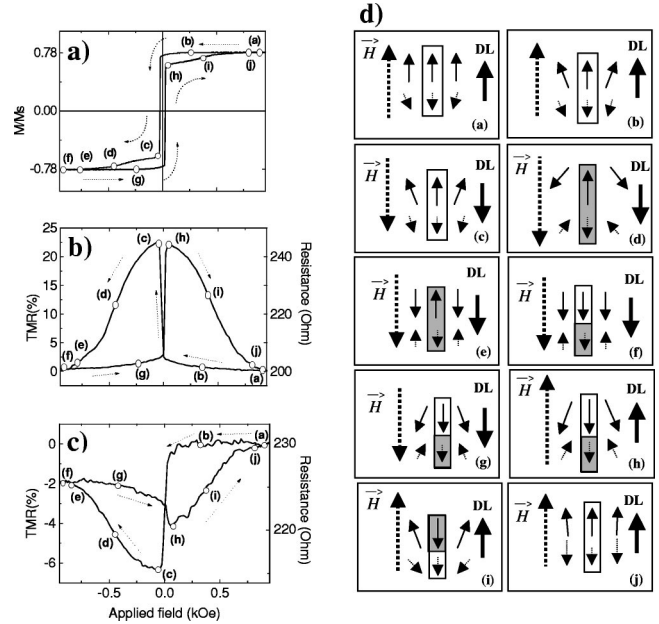 a)
M/Ms
0.78
0.00
-0.78
(b)
(a)
(j)
(h)
(i)
(c)
(d)
(e)
(f)
(g)
b)
TMR(%)
25
20
15
10
5
0
Resistance (Ohm)
240
220
200
(c)
(h)
(d)
(i)
(e)
(f)
(g)
(b)
(j)
(a)
c)
TMR(%)
0
-2
-4
-6
Resistance (Ohm)
230
220
(b)
(a)
(j)
(f)
(e)
(g)
(i)
(d)
(h)
(c)
-0.5
0.0
0.5
Applied field (kOe)
d)
H DL
(a)
H DL
(b)
H DL
(c)
H DL
(d)
H DL
(e)
H DL
(f)
H DL
(g)
H DL
(h)
H DL
(i)
H DL
(j)